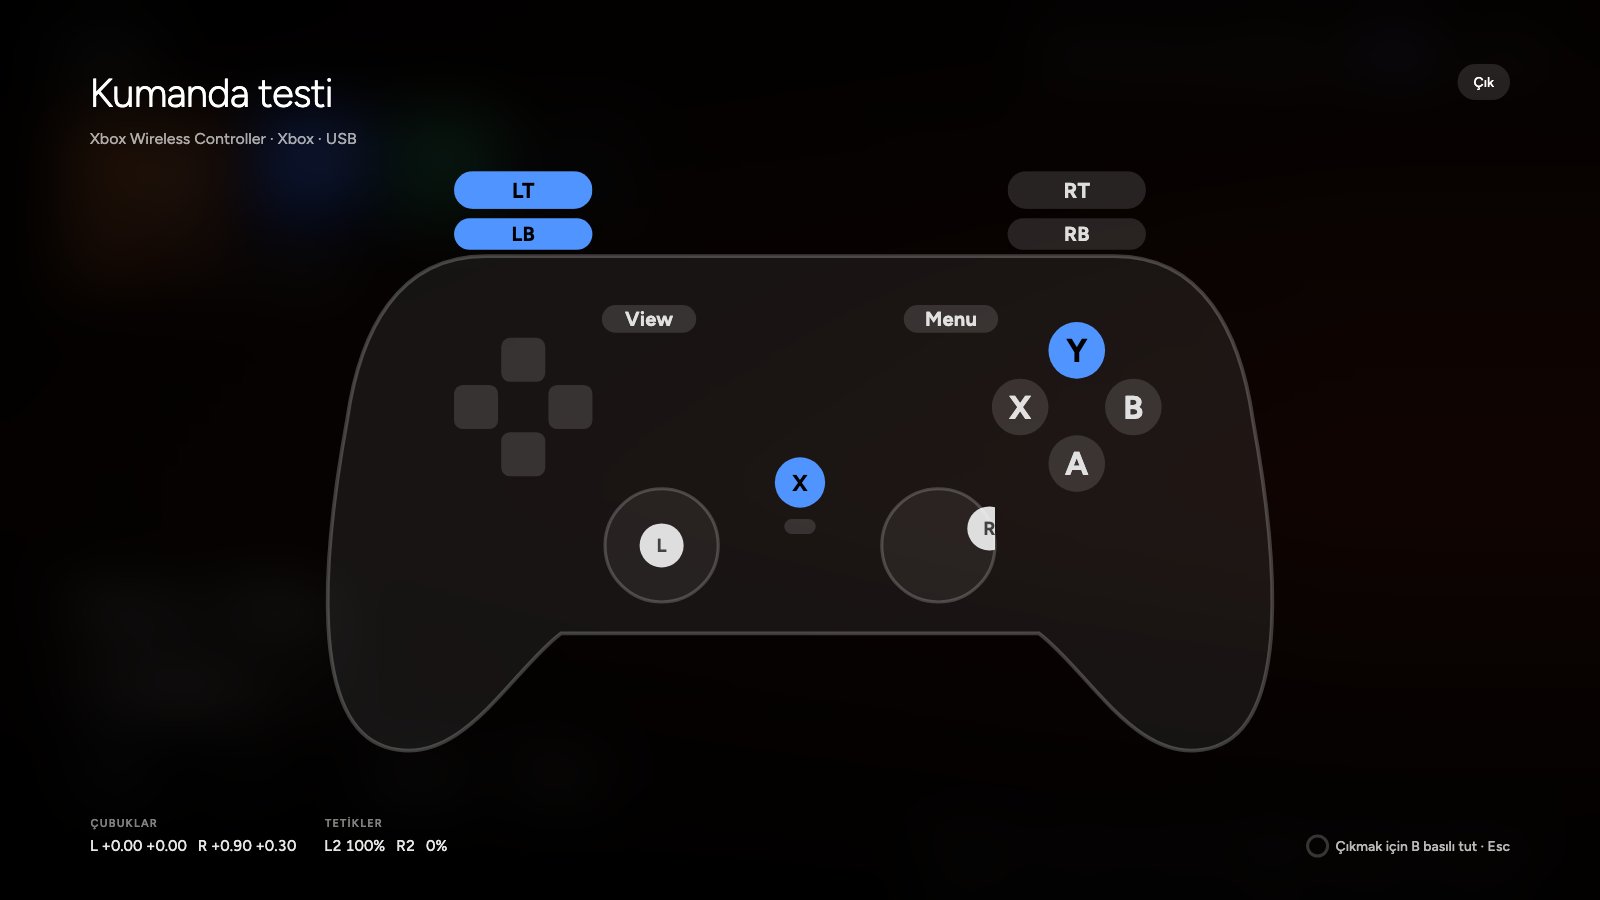 Kumanda testi
Çık
Xbox Wireless Controller · Xbox · USB
LT
RT
LB
RB
View
Menu
Y
X
B
A
X
L
R
ÇUBUKLAR
TETİKLER
L +0.00 +0.00 R +0.90 +0.30
L2 100% R2 0%
Çıkmak için B basılı tut · Esc